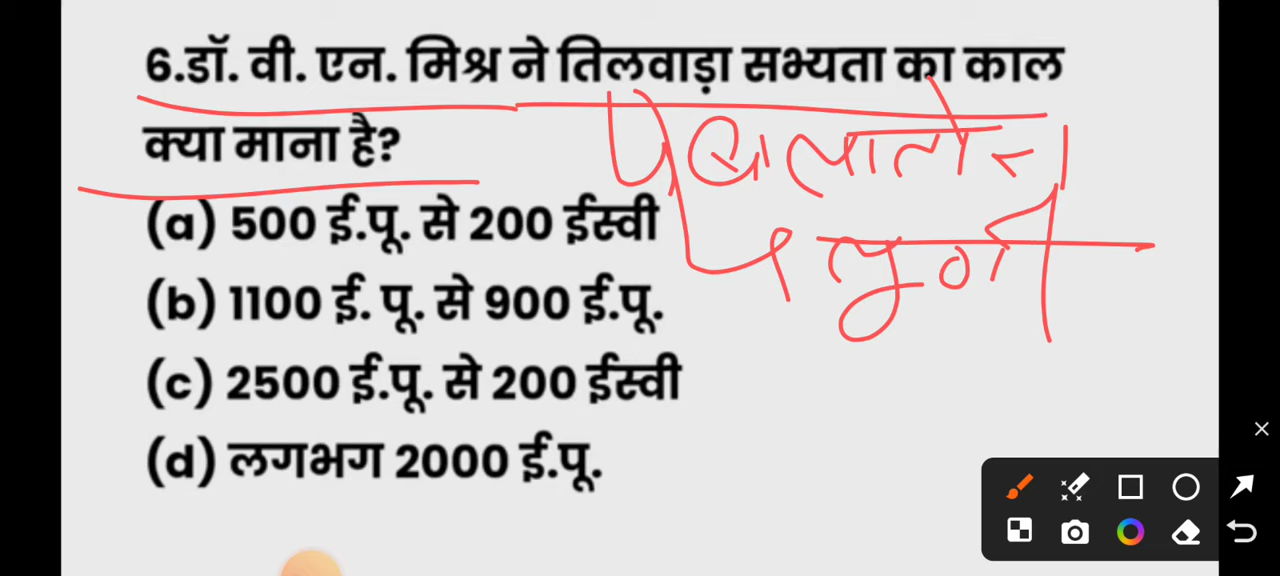 6.डॉ. वी. एन. मिश्र ने तिलवाड़ा सभ्यता का काल
क्या माना है?
(a) 500 ई.पू. से 200 ईस्वी
(b) 1100 ई. पू. से 900 ई.पू.
(c) 2500 ई.पू. से 200 ईस्वी
(d) लगभग 2000 ई.पू.